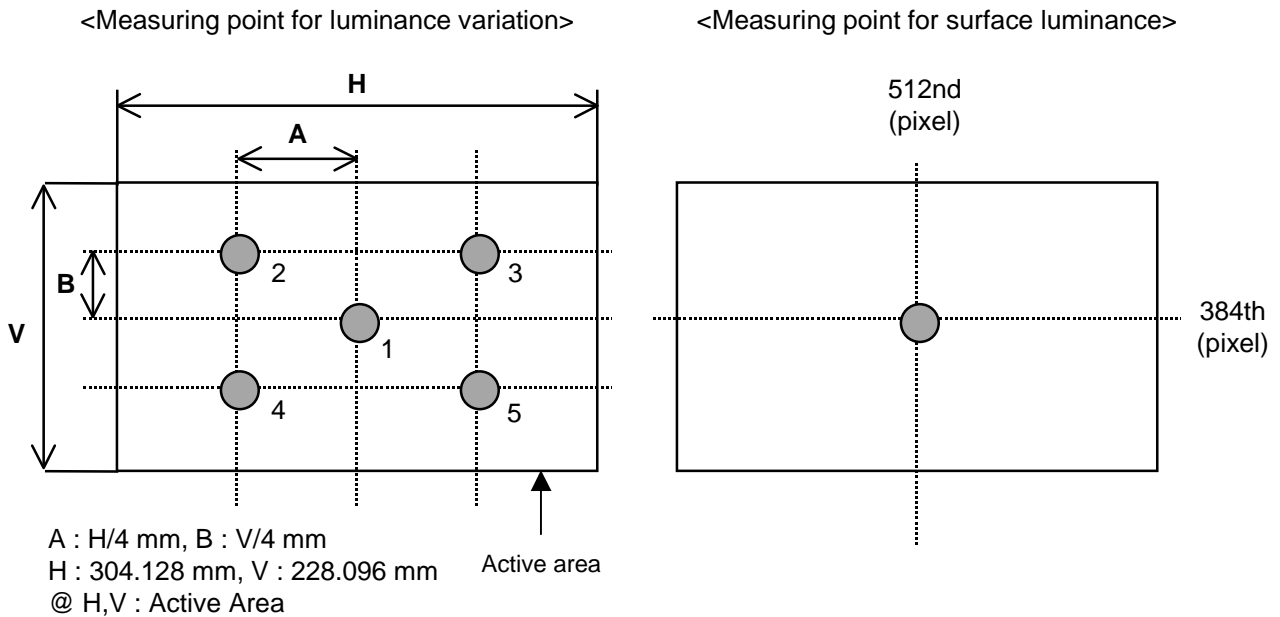 <Measuring point for luminance variation>
<Measuring point for surface luminance>
H
A
B
V
2
3
1
4
5
A : H/4 mm, B : V/4 mm
H : 304.128 mm, V : 228.096 mm
@ H,V : Active Area
Active area
512nd
(pixel)
384th
(pixel)